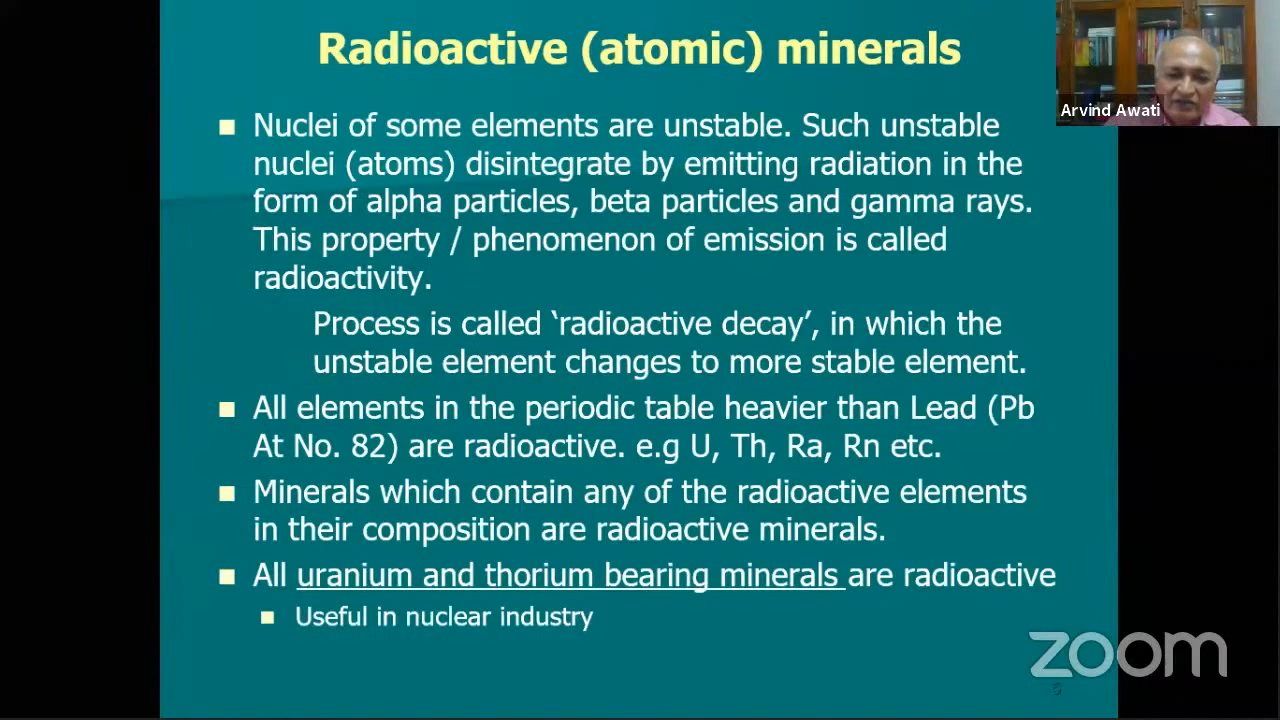 Radioactive (atomic) minerals
Arvind Awati
Nuclei of some elements are unstable. Such unstable
nuclei (atoms) disintegrate by emitting radiation in the
form of alpha particles, beta particles and gamma rays.
This property / phenomenon of emission is called
radioactivity.
Process is called ‘radioactive decay’, in which the
unstable element changes to more stable element.
All elements in the periodic table heavier than Lead (Pb
At No. 82) are radioactive. e.g U, Th, Ra, Rn etc.
Minerals which contain any of the radioactive elements
in their composition are radioactive minerals.
All uranium and thorium bearing minerals are radioactive
Useful in nuclear industry
zoom